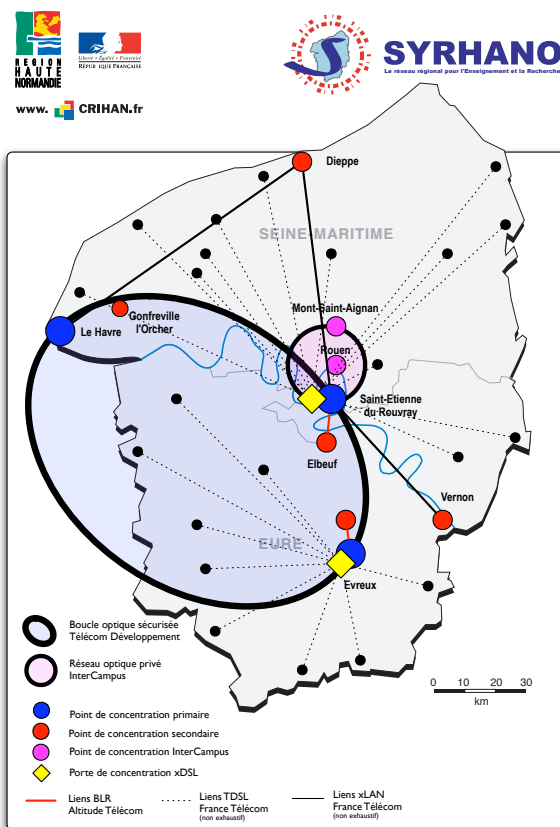 REGION
HAUTE
NORMANDIE
Liberté • Égalité • Fraternité
RÉPUBLIQUE FRANÇAISE
www. CRIHAN.fr
SYRHANO
Le réseau régional pour l'Enseignement et la Recherche
Dieppe
SEINE-MARITIME
Mont-Saint-Aignan
Gonfreville
l'Orcher
Le Havre
Rouen
Saint-Etienne
du Rouvray
Elbeuf
Vernon
EURE
Evreux
Boucle optique sécurisée
Télécom Développement
Réseau optique privé
InterCampus
Point de concentration primaire
Point de concentration secondaire
Point de concentration InterCampus
Porte de concentration xDSL
0 10 20 30
km
Liens BLR
Altitude Télécom
Liens TDSL
France Télécom
(non exhaustif)
Liens xLAN
France Télécom
(non exhaustif)